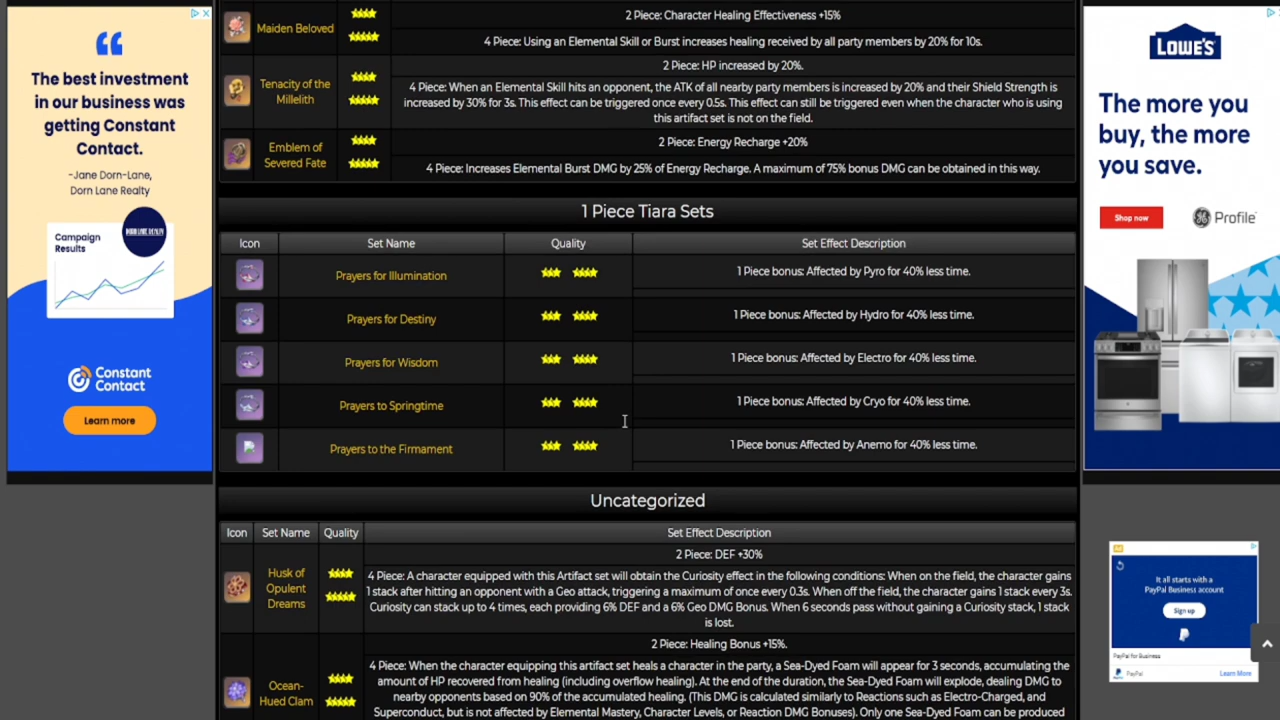 The best investment
in our business was
getting Constant
Contact.
-Jane Dorn-Lane,
Dorn Lane Realty
Campaign
Results
DORN LANE REALTY
Constant
Contact
Learn more
Maiden Beloved
2 Piece: Character Healing Effectiveness +15%
4 Piece: Using an Elemental Skill or Burst increases healing received by all party members by 20% for 10s.
Tenacity of the
Millelith
2 Piece: HP increased by 20%.
4 Piece: When an Elemental Skill hits an opponent, the ATK of all nearby party members is increased by 20% and their Shield Strength is
increased by 30% for 3s. This effect can be triggered once every 0.5s. This effect can still be triggered even when the character who is using
this artifact set is not on the field.
Emblem of
Severed Fate
2 Piece: Energy Recharge +20%
4 Piece: Increases Elemental Burst DMG by 25% of Energy Recharge. A maximum of 75% bonus DMG can be obtained in this way.
1 Piece Tiara Sets
Icon Set Name Quality Set Effect Description
Prayers for Illumination 1 Piece bonus: Affected by Pyro for 40% less time.
Prayers for Destiny 1 Piece bonus: Affected by Hydro for 40% less time.
Prayers for Wisdom 1 Piece bonus: Affected by Electro for 40% less time.
Prayers to Springtime 1 Piece bonus: Affected by Cryo for 40% less time.
Prayers to the Firmament 1 Piece bonus: Affected by Anemo for 40% less time.
Uncategorized
Icon Set Name Quality Set Effect Description
Husk of
Opulent
Dreams
2 Piece: DEF +30%
4 Piece: A character equipped with this Artifact set will obtain the Curiosity effect in the following conditions: When on the field, the character gains
1 stack after hitting an opponent with a Geo attack, triggering a maximum of once every 0.3s. When off the field, the character gains 1 stack every 3s.
Curiosity can stack up to 4 times, each providing 6% DEF and a 6% Geo DMG Bonus. When 6 seconds pass without gaining a Curiosity stack, 1 stack
is lost.
Ocean-
Hued Clam
2 Piece: Healing Bonus +15%.
4 Piece: When the character equipping this artifact set heals a character in the party, a Sea-Dyed Foam will appear for 3 seconds, accumulating the
amount of HP recovered from healing (including overflow healing). At the end of the duration, the Sea-dyed Foam will explode, dealing DMG to
nearby opponents based on 90% of the accumulated healing. (This DMG is calculated similarly to Reactions such as Electro-Charged, and
Superconduct, but is not affected by Elemental Mastery, Character Levels, or Reaction DMG Bonuses). Only one Sea-Dyed Foam can be produced
LOWE'S
The more you
buy, the more
you save.
Shop now
Profile
Ad
It all starts with a
PayPal Business account
Sign up
PayPal for Business
PayPal
Learn More